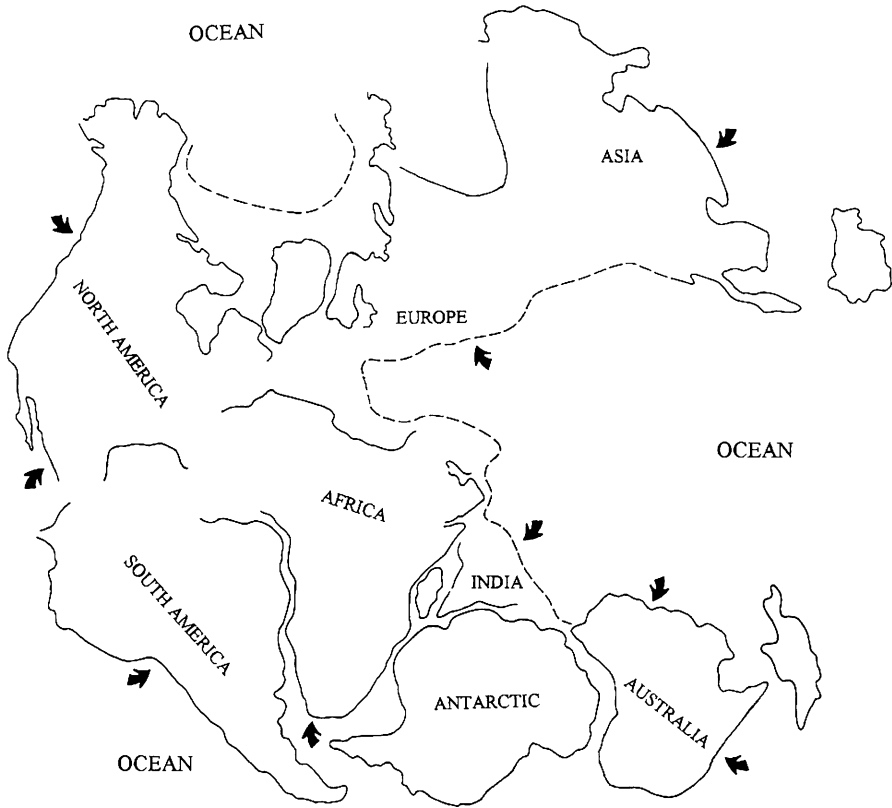 OCEAN
ASIA
NORTH AMERICA
EUROPE
OCEAN
AFRICA
INDIA
SOUTH AMERICA
ANTARCTIC
AUSTRALIA
OCEAN